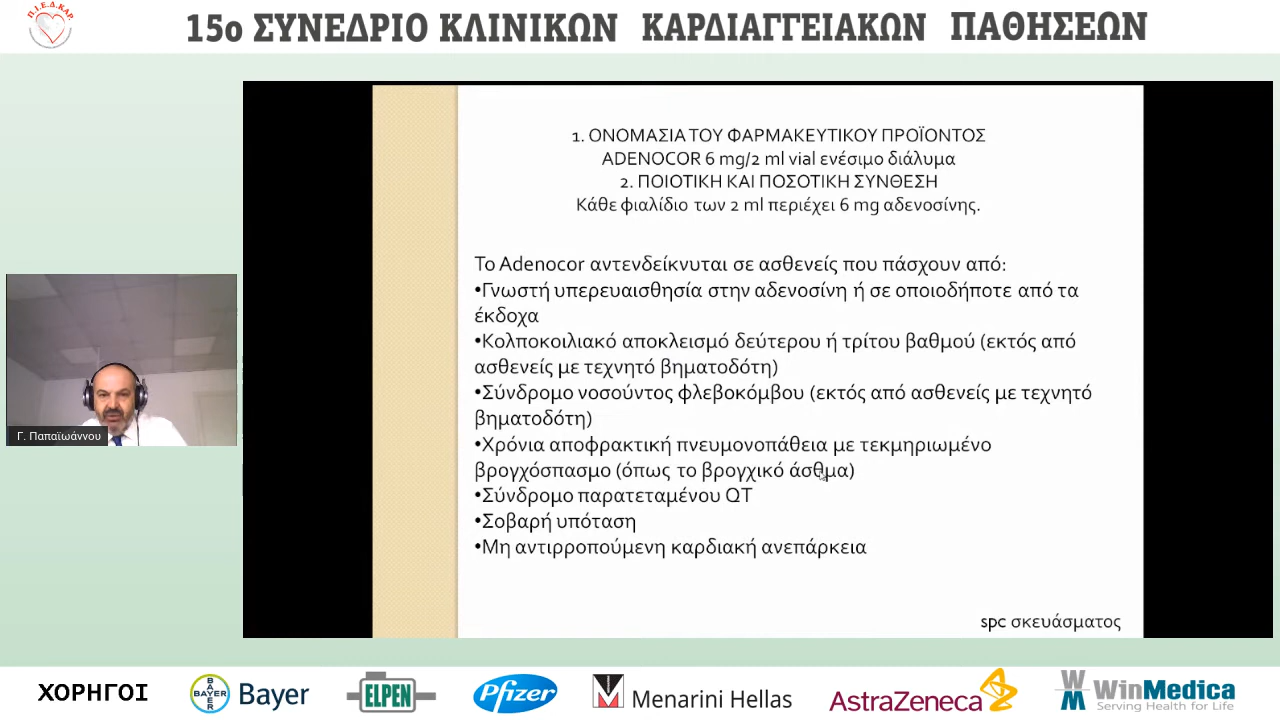 Π.Ι.Ε.Δ.ΚΑΡ.
15ο ΣΥΝΕΔΡΙΟ ΚΛΙΝΙΚΩΝ ΚΑΡΔΙΑΓΓΕΙΑΚΩΝ ΠΑΘΗΣΕΩΝ
1. ΟΝΟΜΑΣΙΑ ΤΟΥ ΦΑΡΜΑΚΕΥΤΙΚΟΥ ΠΡΟΪΟΝΤΟΣ
ADENOCOR 6 mg/2 ml vial ενέσιμο διάλυμα
2. ΠΟΙΟΤΙΚΗ ΚΑΙ ΠΟΣΟΤΙΚΗ ΣΥΝΘΕΣΗ
Κάθε φιαλίδιο των 2 ml περιέχει 6 mg αδενοσίνης.
Το Adenocor αντενδείκνυται σε ασθενείς που πάσχουν από:
•Γνωστή υπερευαισθησία στην αδενοσίνη ή σε οποιοδήποτε από τα
έκδοχα
•Κολποκοιλιακό αποκλεισμό δεύτερου ή τρίτου βαθμού (εκτός από
ασθενείς με τεχνητό βηματοδότη)
•Σύνδρομο νοσούντος φλεβοκόμβου (εκτός από ασθενείς με τεχνητό
βηματοδότη)
•Χρόνια αποφρακτική πνευμονοπάθεια με τεκμηριωμένο
βρογχόσπασμο (όπως το βρογχικό άσθμα)
•Σύνδρομο παρατεταμένου QT
•Σοβαρή υπόταση
•Μη αντιρροπούμενη καρδιακή ανεπάρκεια
spc σκευάσματος
Γ. Παπαϊωάννου
ΧΟΡΗΓΟΙ
BAYER
BAYER
Bayer
ELPEN
Pfizer
Menarini Hellas
AstraZeneca
WinMedica
Serving Health for Life